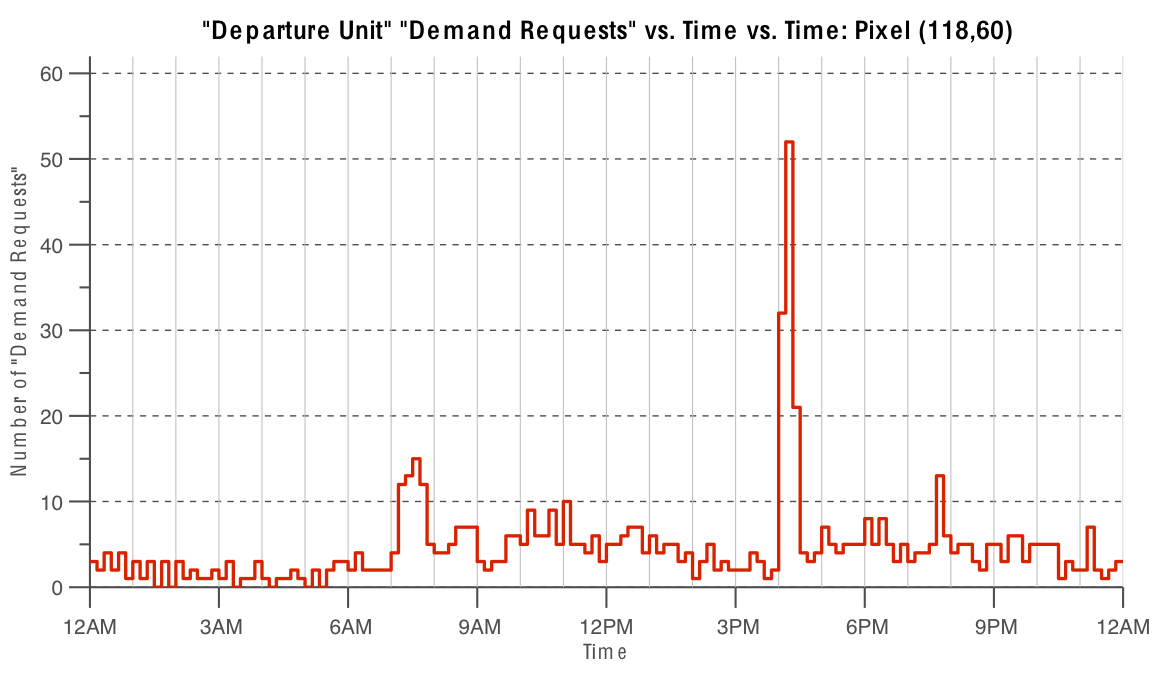 "Departure Unit" "Demand Requests" vs. Time vs. Time: Pixel (118,60)
Number of "Demand Requests"
60
50
40
30
20
10
0
12AM 3AM 6AM 9AM 12PM 3PM 6PM 9PM 12AM
Time